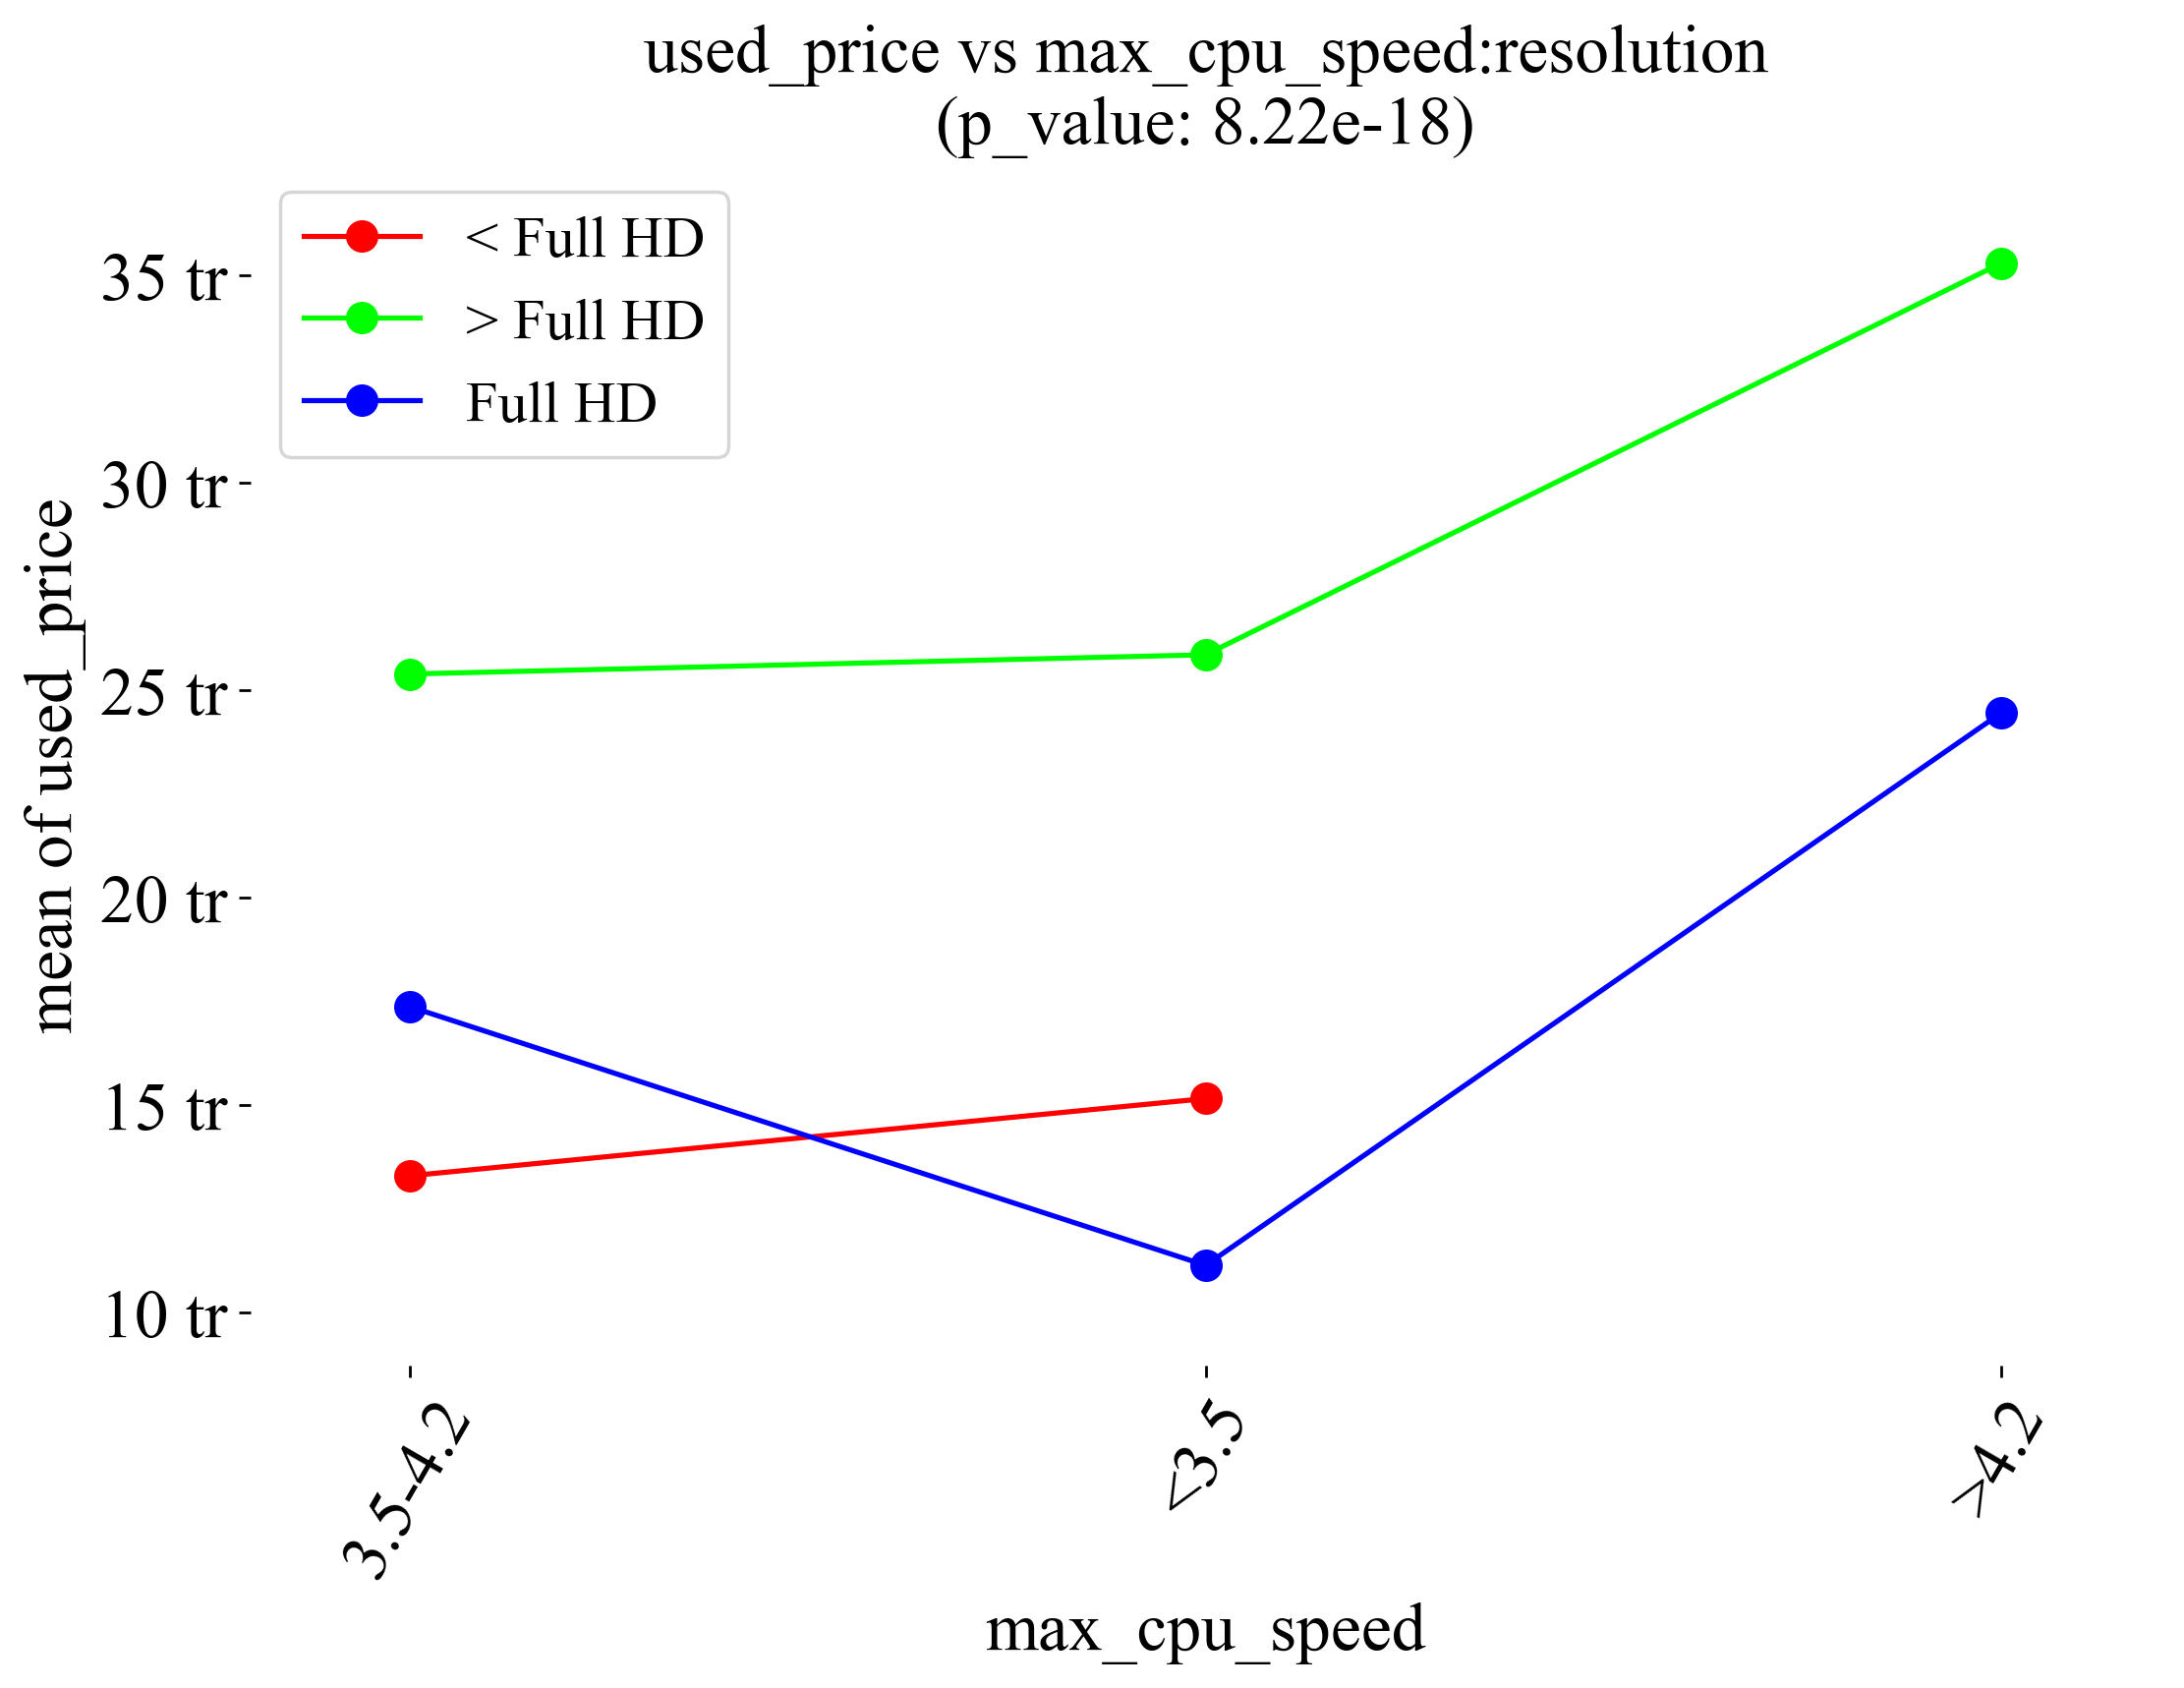 used_price vs max_cpu_speed:resolution
(p_value: 8.22e-18)
< Full HD
> Full HD
Full HD
35 tr
30 tr
25 tr
20 tr
15 tr
10 tr
mean of used_price
3.5-4.2
<3.5
>4.2
max_cpu_speed